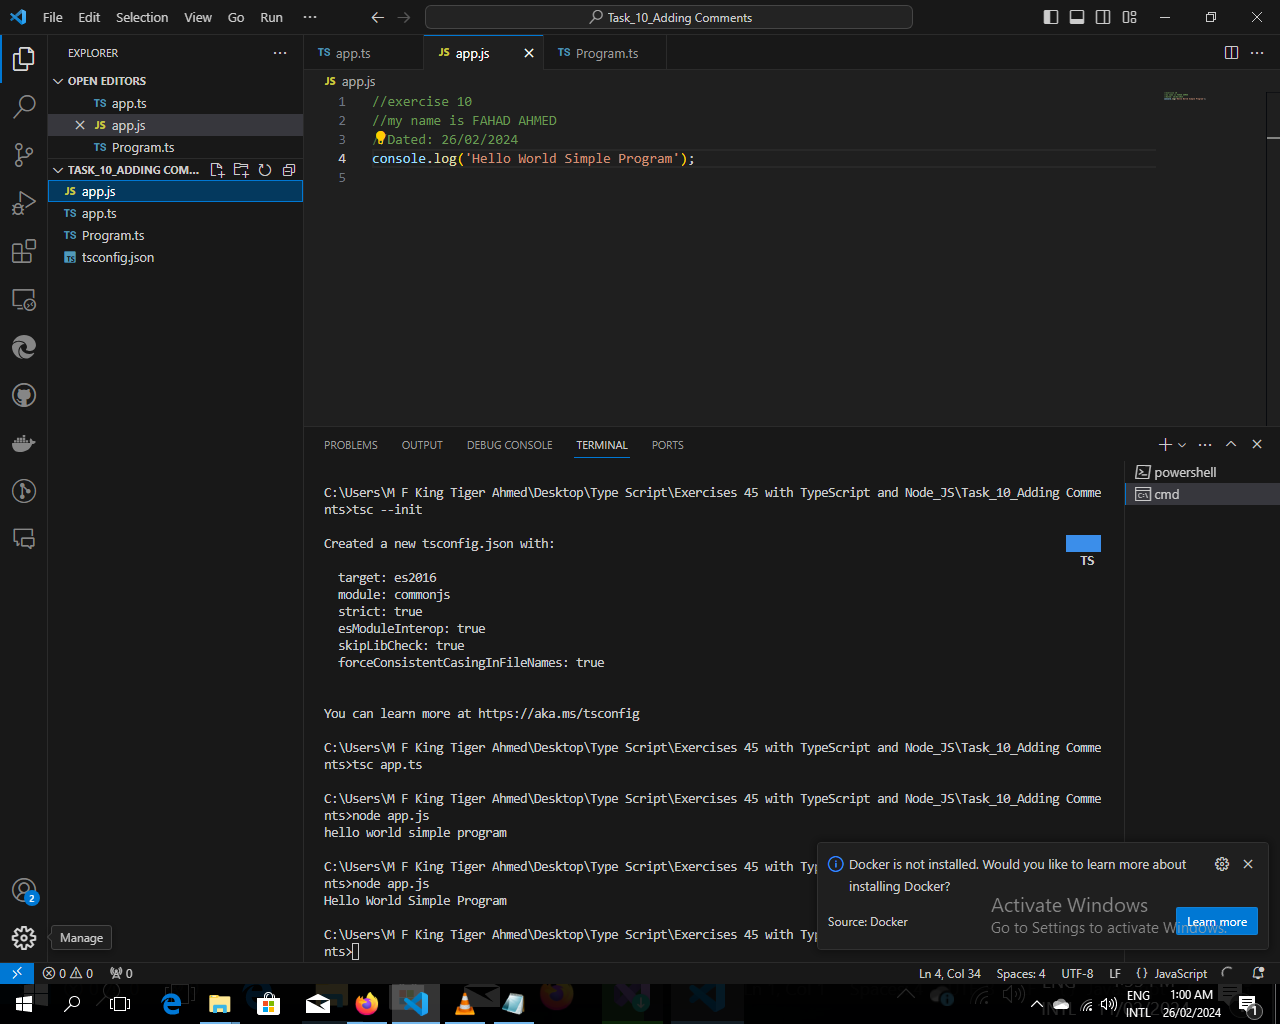 File Edit Selection View Go Run ··· Task_10_Adding Comments
EXPLORER
OPEN EDITORS
TS app.ts
JS app.js
TS Program.ts
TASK_10_ADDING COM...
JS app.js
TS app.ts
TS Program.ts
TS tsconfig.json
TS app.ts JS app.js TS Program.ts
JS app.js
1 //exercise 10
2 //my name is FAHAD AHMED
3 /Dated: 26/02/2024
4 console.log('Hello World Simple Program');
5
PROBLEMS OUTPUT DEBUG CONSOLE TERMINAL PORTS
powershell
cmd
C:\Users\M F King Tiger Ahmed\Desktop\Type Script\Exercises 45 with TypeScript and Node_JS\Task_10_Adding Comme
nts>tsc --init
Created a new tsconfig.json with:
TS
target: es2016
module: commonjs
strict: true
esModuleInterop: true
skipLibCheck: true
forceConsistentCasingInFileNames: true
You can learn more at https://aka.ms/tsconfig
C:\Users\M F King Tiger Ahmed\Desktop\Type Script\Exercises 45 with TypeScript and Node_JS\Task_10_Adding Comme
nts>tsc app.ts
C:\Users\M F King Tiger Ahmed\Desktop\Type Script\Exercises 45 with TypeScript and Node_JS\Task_10_Adding Comme
nts>node app.js
hello world simple program
C:\Users\M F King Tiger Ahmed\Desktop\Type Script\Exercises 45 with Ty
nts>node app.js
Hello World Simple Program
C:\Users\M F King Tiger Ahmed\Desktop\Type Script\Exercises 45 with Ty
nts>
Docker is not installed. Would you like to learn more about
installing Docker?
Source: Docker
Learn more
Activate Windows
Go to Settings to activate Windows.
2
Manage
0 0 0
Ln 4, Col 34 Spaces: 4 UTF-8 LF { } JavaScript
ENG
INTL
1:00 AM
26/02/2024
1